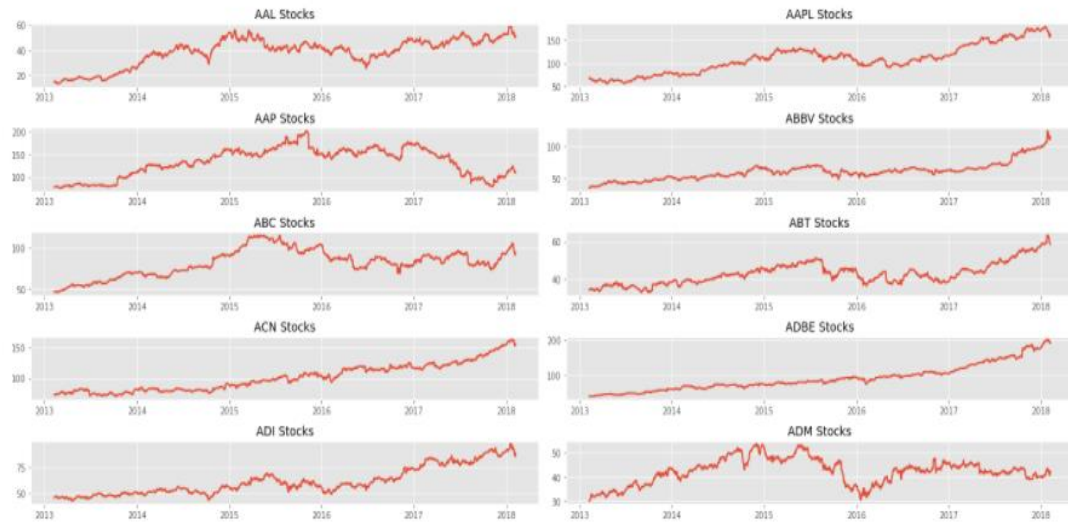 AAL Stocks
60
40
20
2013 2014 2015 2016 2017 2018
AAPL Stocks
150
100
50
2013 2014 2015 2016 2017 2018
AAP Stocks
200
150
100
2013 2014 2015 2016 2017 2018
ABBV Stocks
100
50
2013 2014 2015 2016 2017 2018
ABC Stocks
100
50
2013 2014 2015 2016 2017 2018
ABT Stocks
60
40
2013 2014 2015 2016 2017 2018
ACN Stocks
150
100
2013 2014 2015 2016 2017 2018
ADBE Stocks
200
100
2013 2014 2015 2016 2017 2018
ADI Stocks
75
50
2013 2014 2015 2016 2017 2018
ADM Stocks
50
40
30
2013 2014 2015 2016 2017 2018